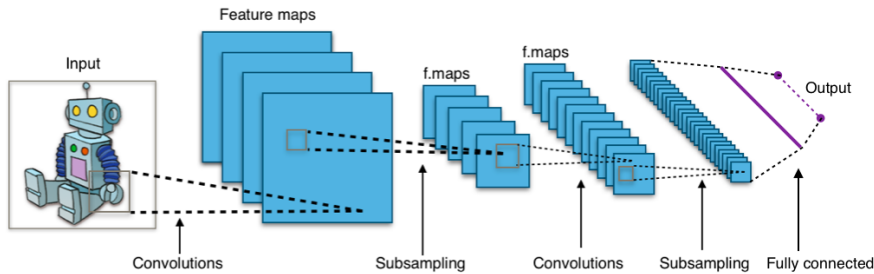 Feature maps
f.maps
Input
f.maps
Output
Convolutions
Subsampling
Convolutions
Subsampling
Fully connected